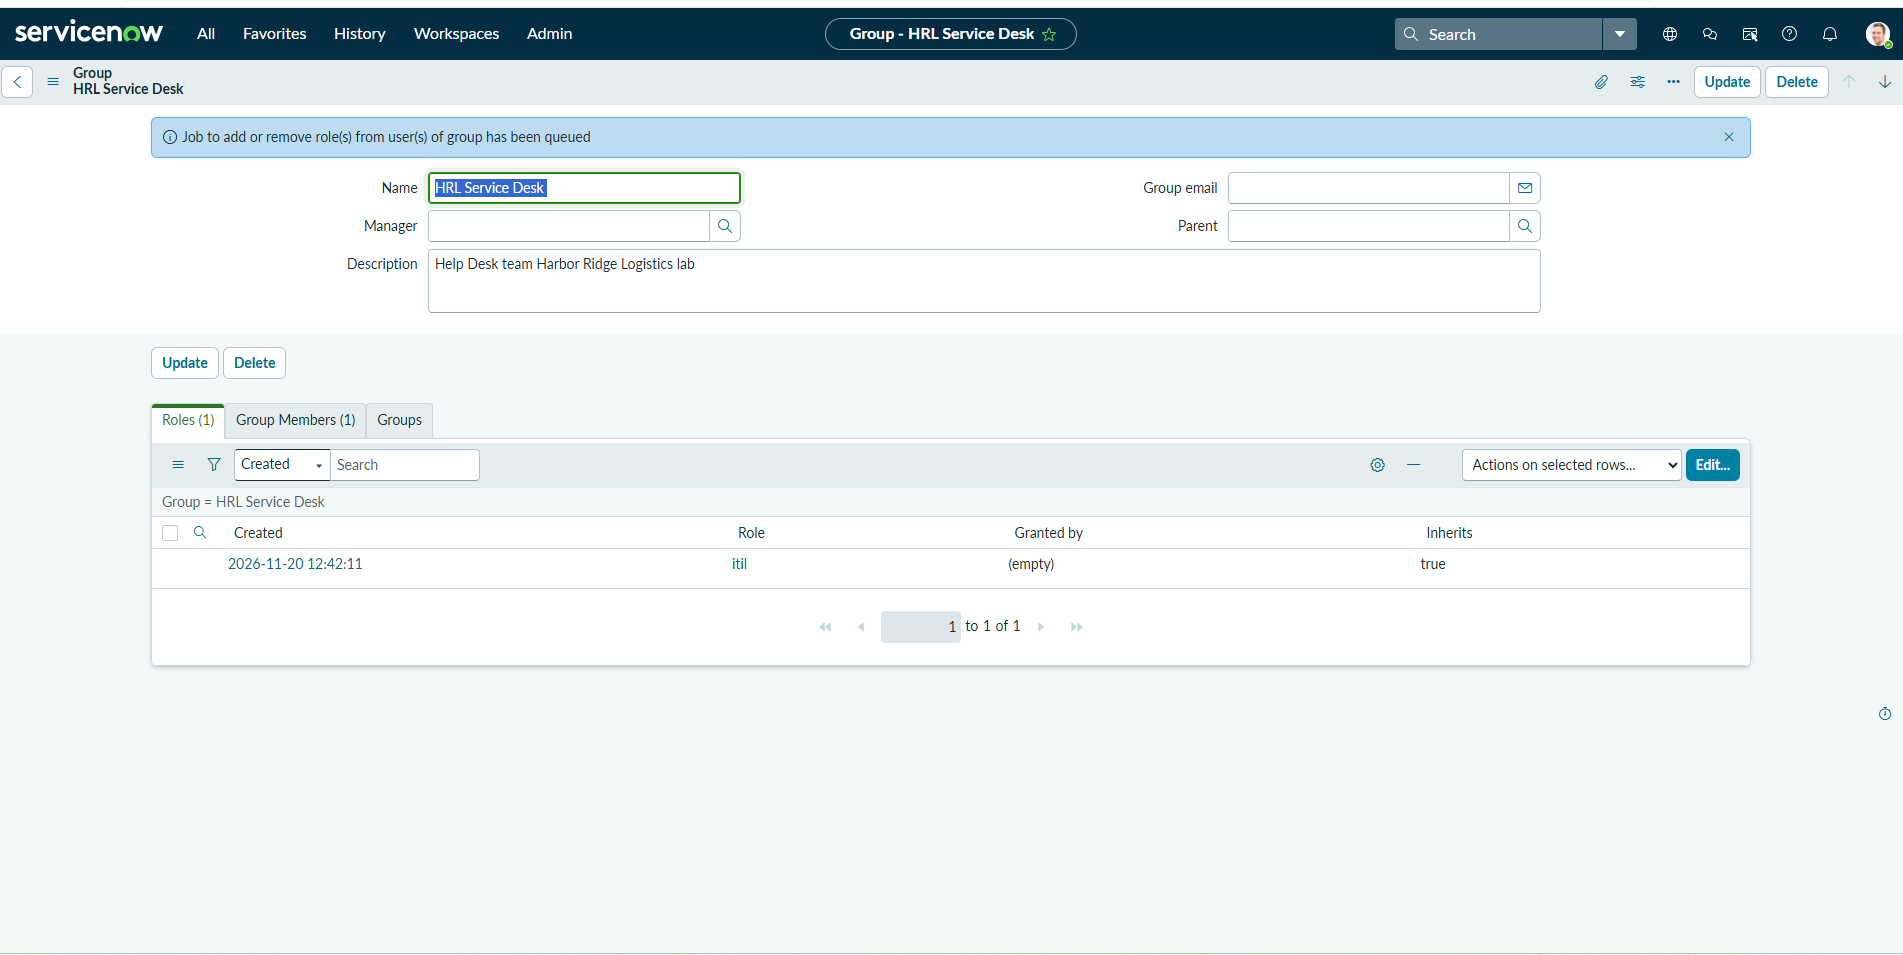 servicenow All Favorites History Workspaces Admin Group - HRL Service Desk Search
Group
HRL Service Desk
Update Delete
Job to add or remove role(s) from user(s) of group has been queued
Name HRL Service Desk Group email
Manager Parent
Description Help Desk team Harbor Ridge Logistics lab
Update Delete
Roles (1) Group Members (1) Groups
Created Search Actions on selected rows... Edit...
Group = HRL Service Desk
Created Role Granted by Inherits
2026-11-20 12:42:11 itil (empty) true
1 to 1 of 1